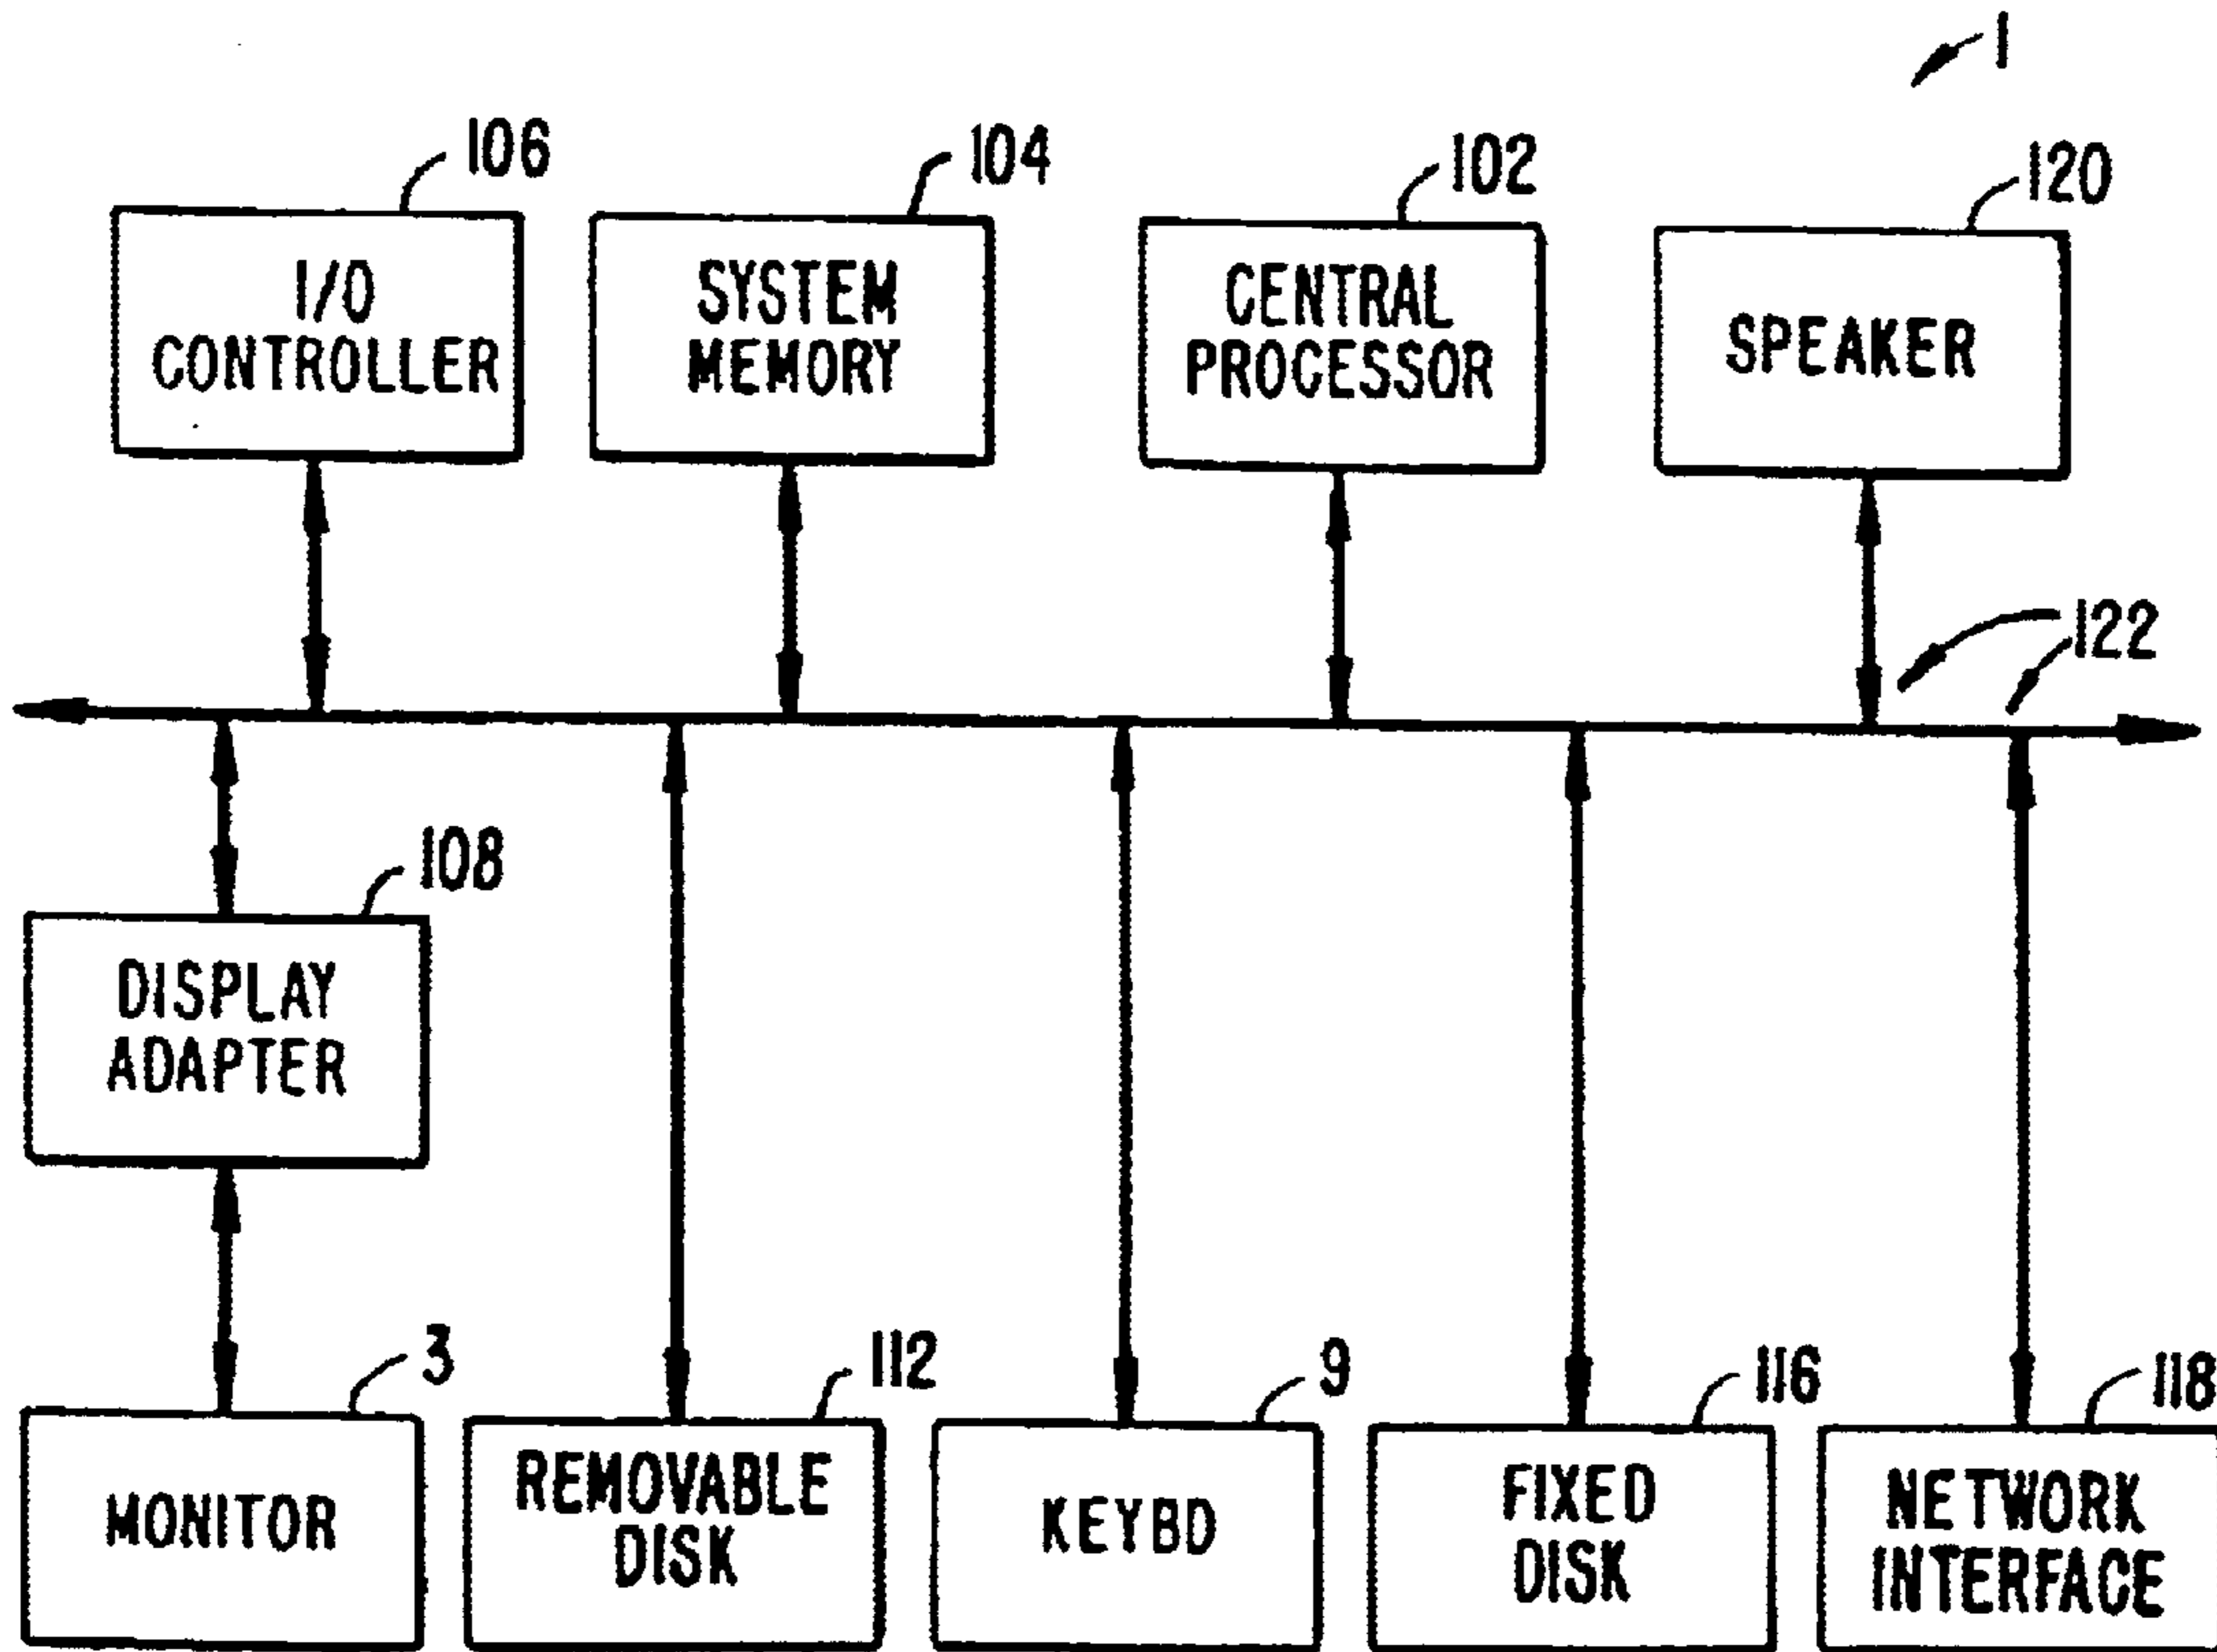 1
106
104
102
120
I/O
CONTROLLER
SYSTEM
MEMORY
CENTRAL
PROCESSOR
SPEAKER
122
108
DISPLAY
ADAPTER
3
112
9
116
118
MONITOR
REMOVABLE
DISK
KEYBD
FIXED
DISK
NETWORK
INTERFACE